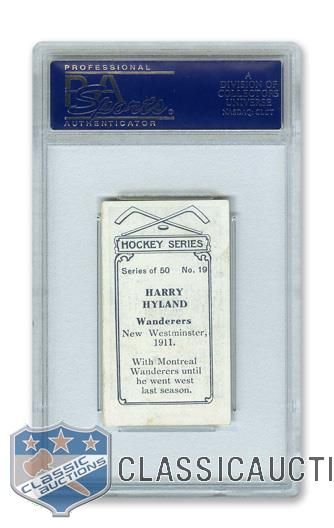 PROFESSIONAL
PSA
Sports
AUTHENTICATOR
A
DIVISION OF
COLLECTORS
UNIVERSE
NASDAQ: CLCT
HOCKEY SERIES
Series of 50 No. 19
HARRY
HYLAND
Wanderers
New Westminster,
1911.
With Montreal
Wanderers until
he went west
last season.
CLASSIC
AUCTIONS
CLASSICAUCTI